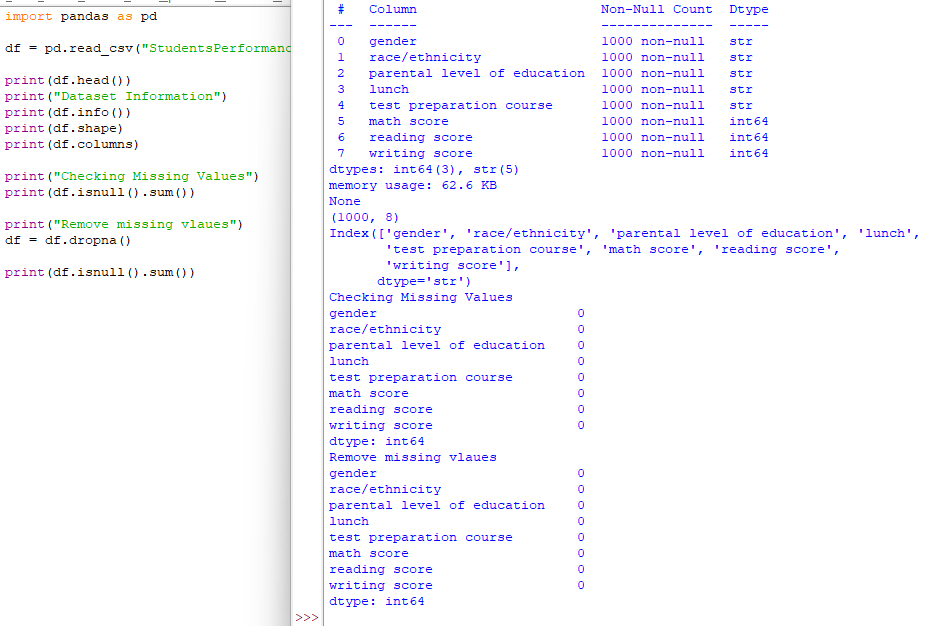 import pandas as pd
df = pd.read_csv("StudentsPerformanc
print(df.head())
print("Dataset Information")
print(df.info())
print(df.shape)
print(df.columns)
print("Checking Missing Values")
print(df.isnull().sum())
print("Remove missing vlaues")
df = df.dropna()
print(df.isnull().sum())
 #   Column                       Non-Null Count  Dtype
---  ------                       --------------  -----
 0   gender                       1000 non-null   str
 1   race/ethnicity               1000 non-null   str
 2   parental level of education  1000 non-null   str
 3   lunch                        1000 non-null   str
 4   test preparation course      1000 non-null   str
 5   math score                   1000 non-null   int64
 6   reading score                1000 non-null   int64
 7   writing score                1000 non-null   int64
dtypes: int64(3), str(5)
memory usage: 62.6 KB
None
(1000, 8)
Index(['gender', 'race/ethnicity', 'parental level of education', 'lunch',
       'test preparation course', 'math score', 'reading score',
       'writing score'],
      dtype='str')
Checking Missing Values
gender                         0
race/ethnicity                 0
parental level of education    0
lunch                          0
test preparation course        0
math score                     0
reading score                  0
writing score                  0
dtype: int64
Remove missing vlaues
gender                         0
race/ethnicity                 0
parental level of education    0
lunch                          0
test preparation course        0
math score                     0
reading score                  0
writing score                  0
dtype: int64
>>>